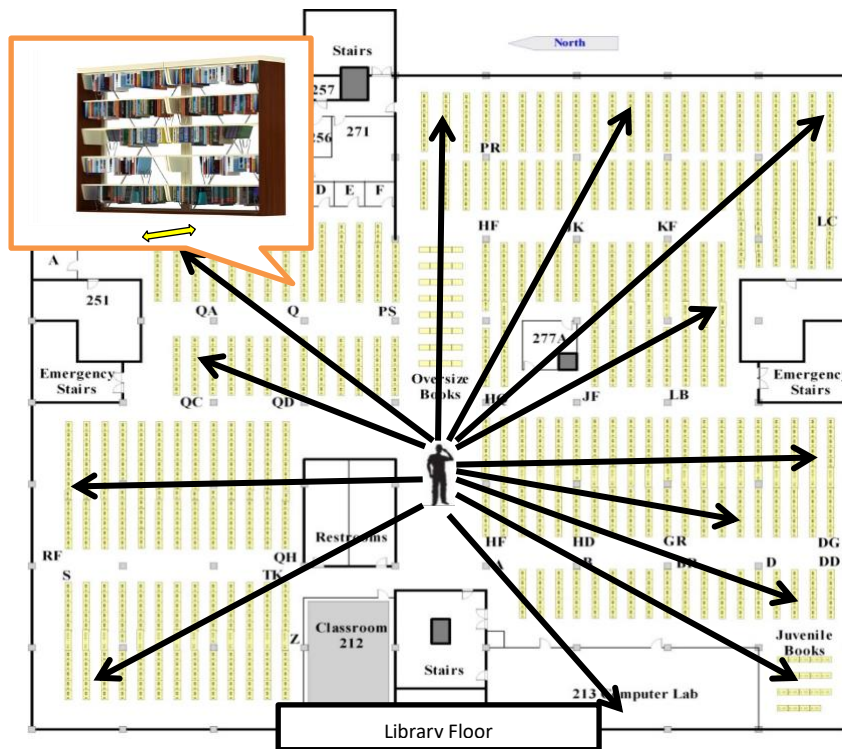 North
Stairs
257
256
271
D
E
F
PR
HF
JK
KF
LC
A
251
QA
Q
PS
277A
Emergency
Stairs
Oversize
Books
Emergency
Stairs
QC
QD
HG
JF
LB
RF
QH
Restrooms
HF
HD
GR
DG
S
TK
A
B
D
DD
Z
Classroom
212
Stairs
Juvenile
Books
213 Computer Lab
Library Floor